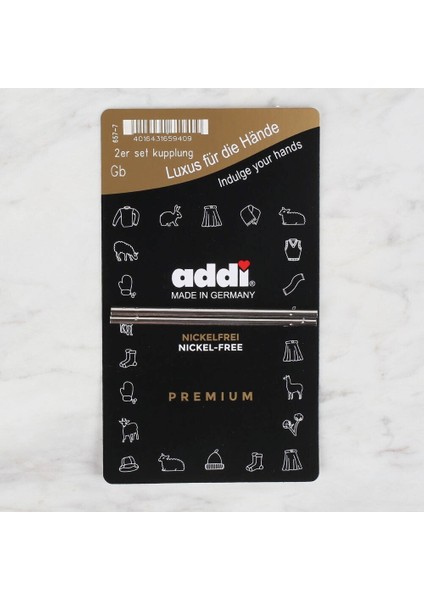 657-7
4016431659409
2er set kupplung
Gb
Luxus für die Hände
Indulge your hands
addi®
MADE IN GERMANY
NICKELFREI
NICKEL-FREE
PREMIUM